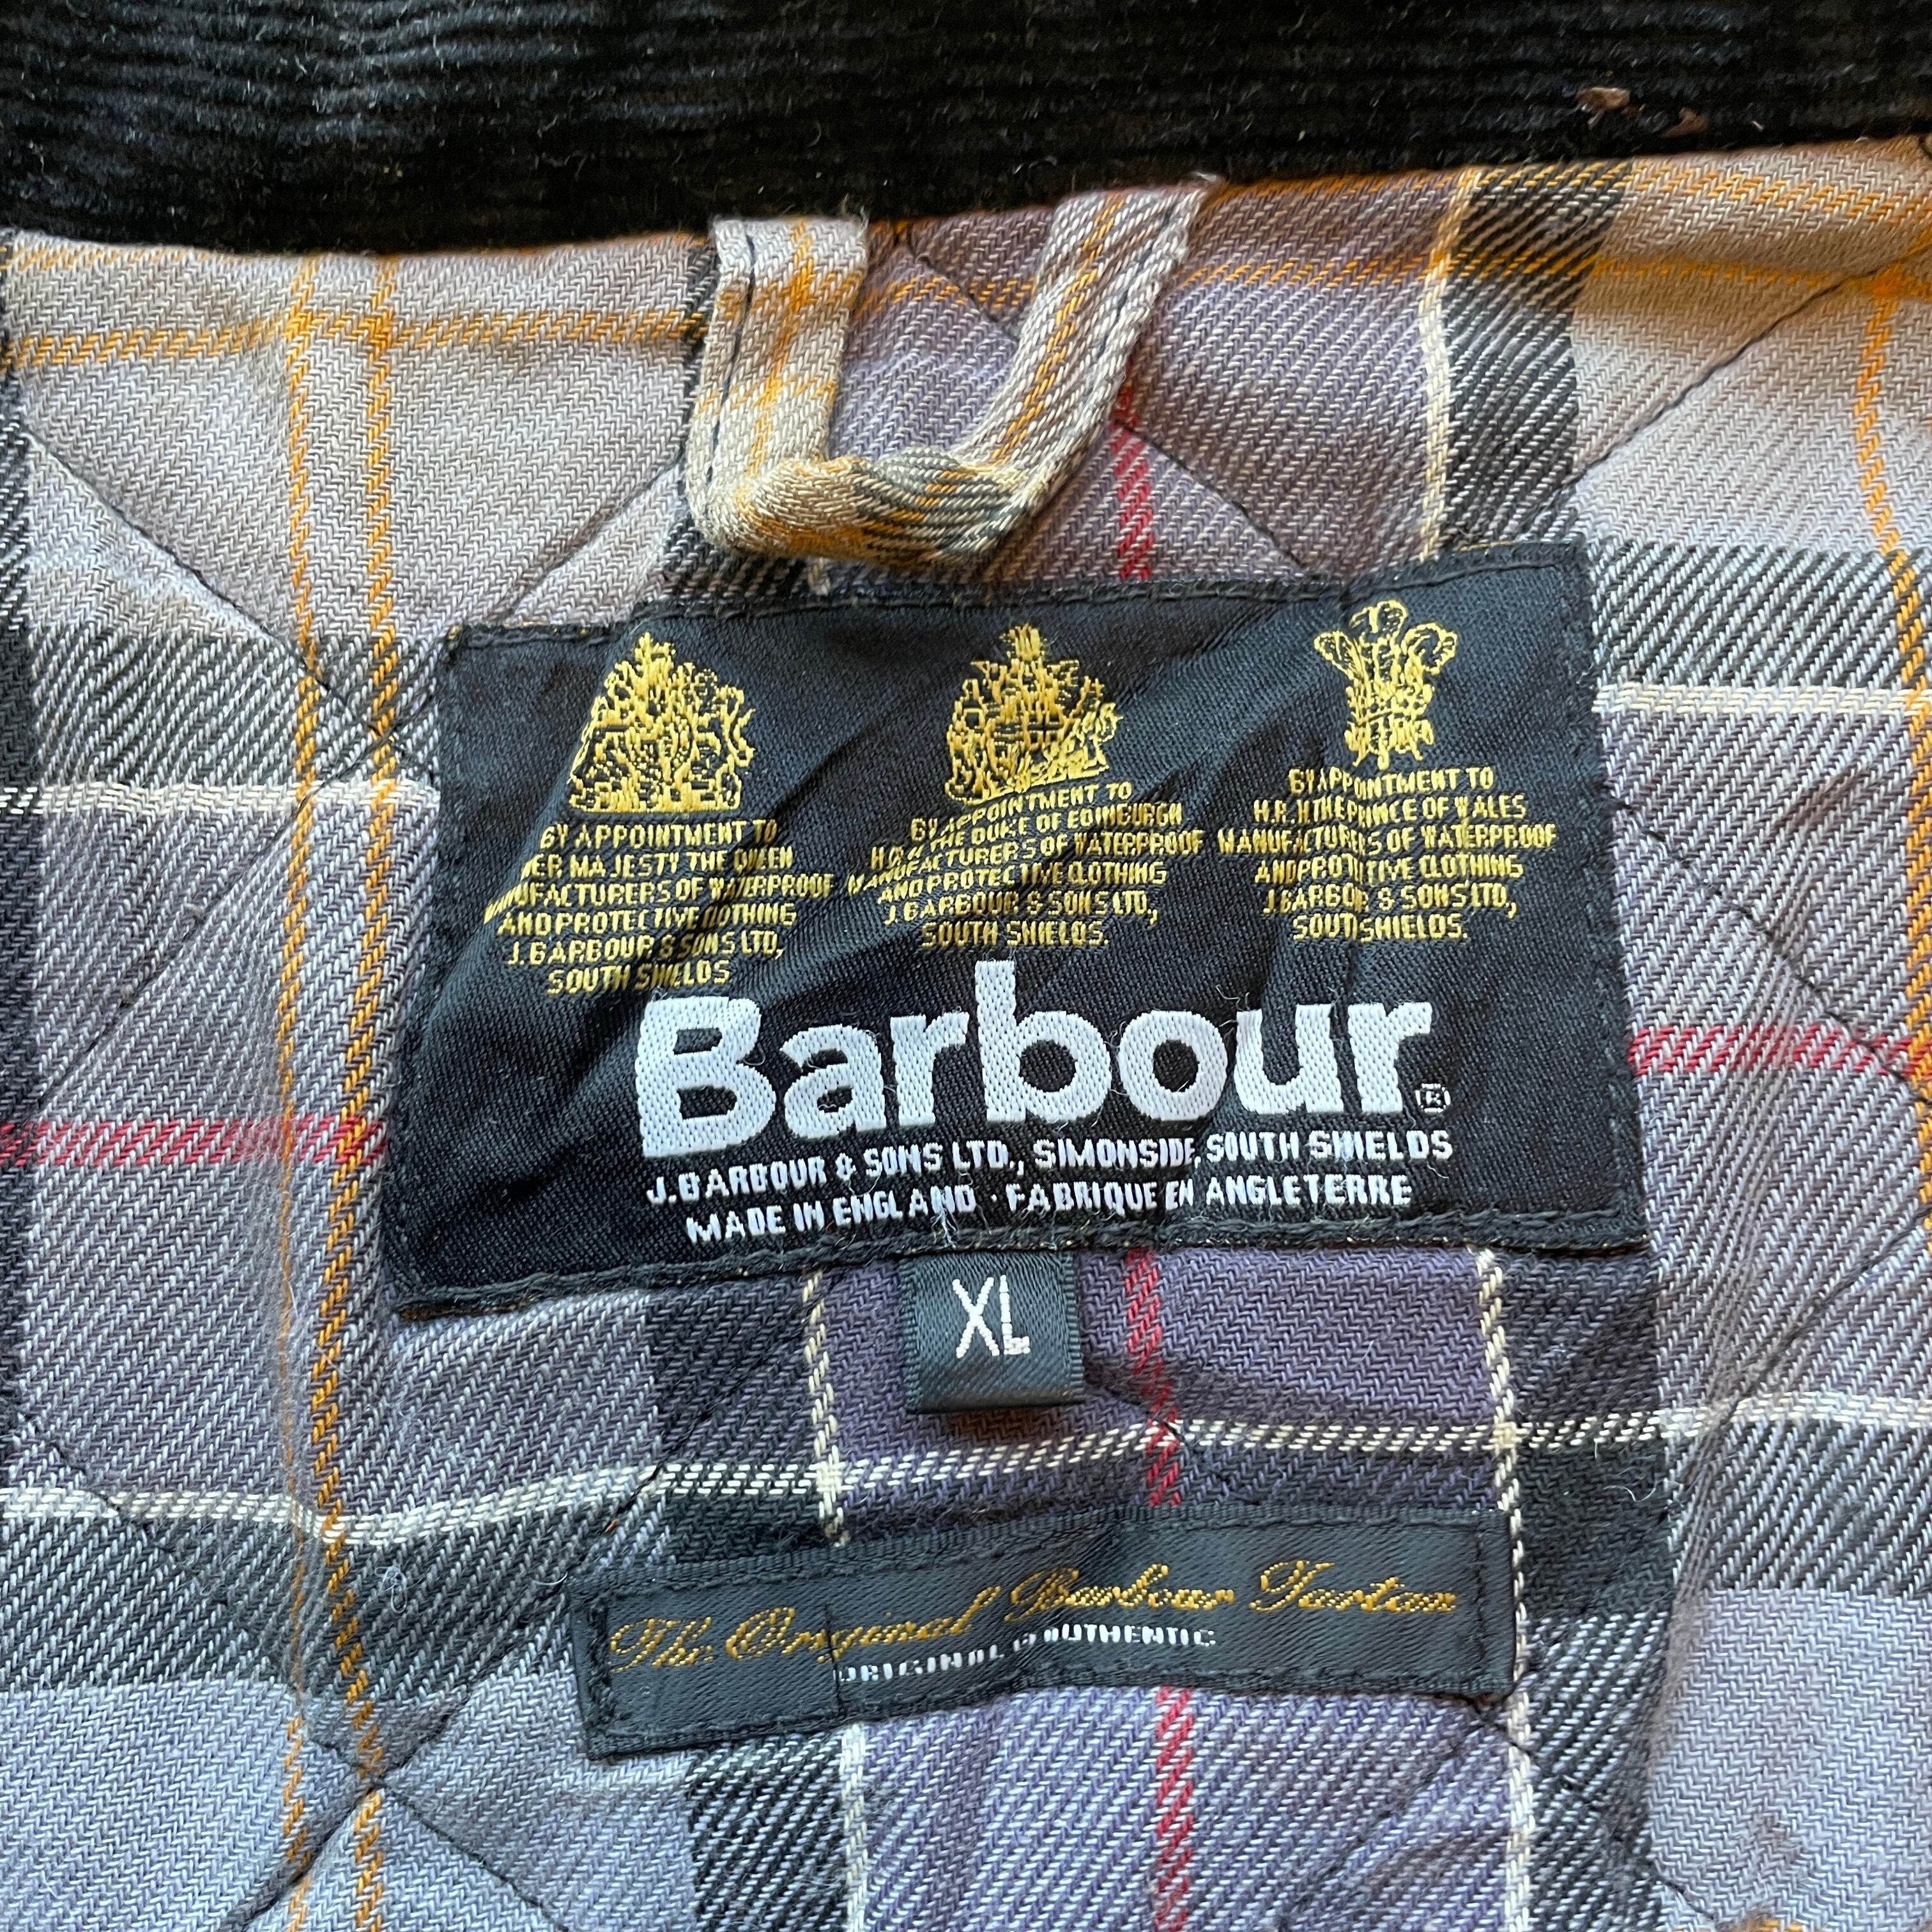 BY APPOINTMENT TO
HER MAJESTY THE QUEEN
MANUFACTURERS OF WATERPROOF
AND PROTECTIVE CLOTHING
J. BARBOUR & SONS LTD,
SOUTH SHIELDS
BY APPOINTMENT TO
H.R.H. THE DUKE OF EDINBURGH
MANUFACTURERS OF WATERPROOF
AND PROTECTIVE CLOTHING
J. BARBOUR & SONS LTD,
SOUTH SHIELDS.
BY APPOINTMENT TO
H.R.H THE PRINCE OF WALES
MANUFACTURERS OF WATERPROOF
AND PROTECTIVE CLOTHING
J. BARBOUR & SONS LTD,
SOUTH SHIELDS.
Barbour®
J. BARBOUR & SONS LTD., SIMONSIDE, SOUTH SHIELDS
MADE IN ENGLAND · FABRIQUE EN ANGLETERRE
XL
The Original Barbour Tartan
ORIGINAL & AUTHENTIC